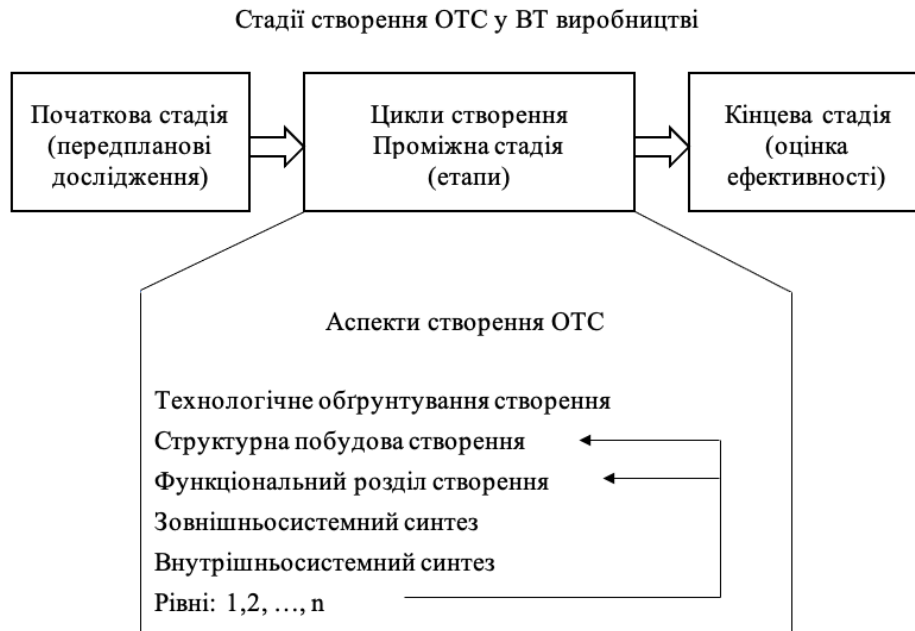 Стадії створення ОТС у ВТ виробництві
Початкова стадія
(передпланові
дослідження)
Цикли створення
Проміжна стадія
(етапи)
Кінцева стадія
(оцінка
ефективності)
Аспекти створення ОТС
Технологічне обґрунтування створення
Структурна побудова створення
Функціональний розділ створення
Зовнішньосистемний синтез
Внутрішньосистемний синтез
Рівні: 1,2, …, n